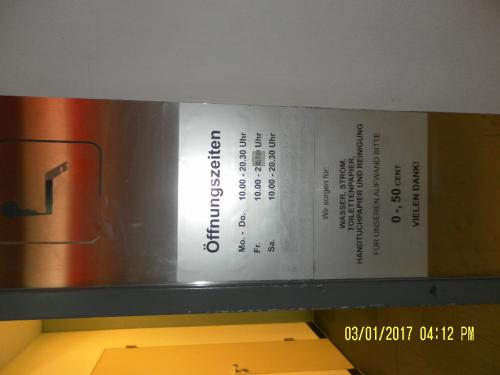 Öffnungszeiten
Mo. - Do. 10.00 - 20.30 Uhr
Fr. 10.00 - Uhr
Sa. 10.00 - 20.30 Uhr
Wir sorgen für:
WASSER, STROM,
TOILETTENPAPIER,
HANDTUCHPAPIER UND REINIGUNG
FÜR UNSEREN AUFWAND BITTE
0 -, 50 CENT
VIELEN DANK!
03/01/2017 04:12 PM